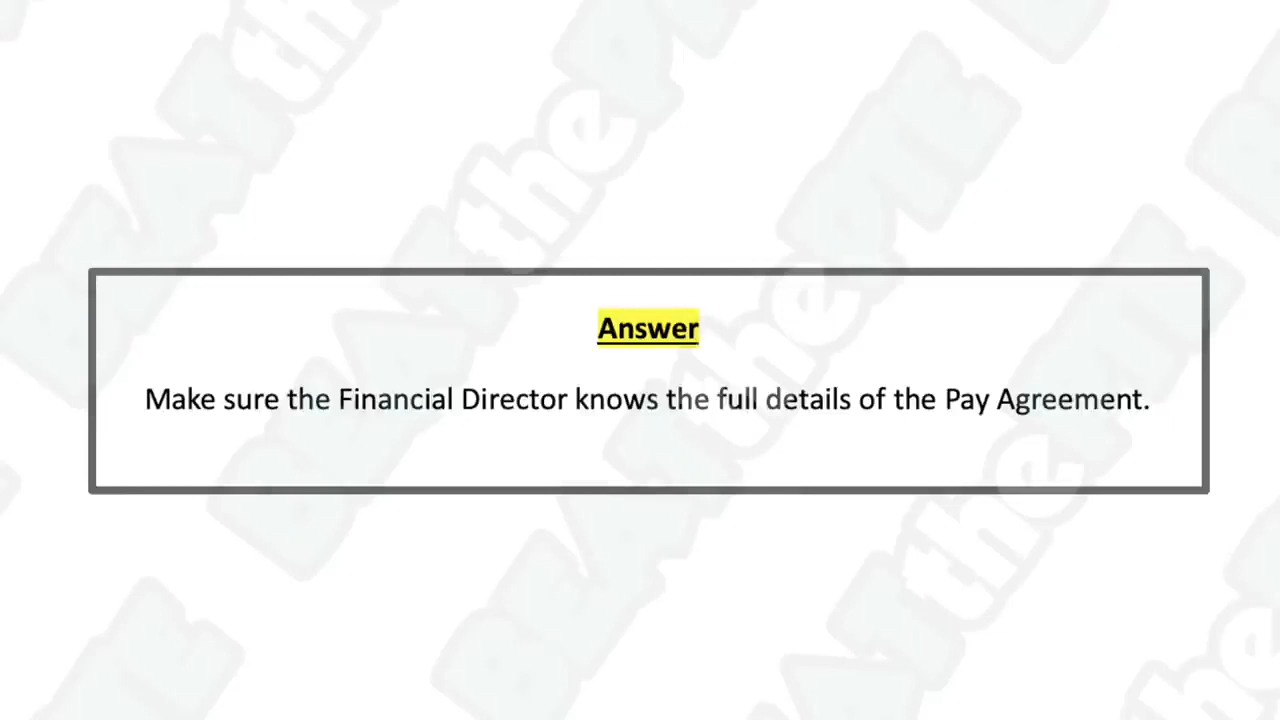 Answer
Make sure the Financial Director knows the full details of the Pay Agreement.